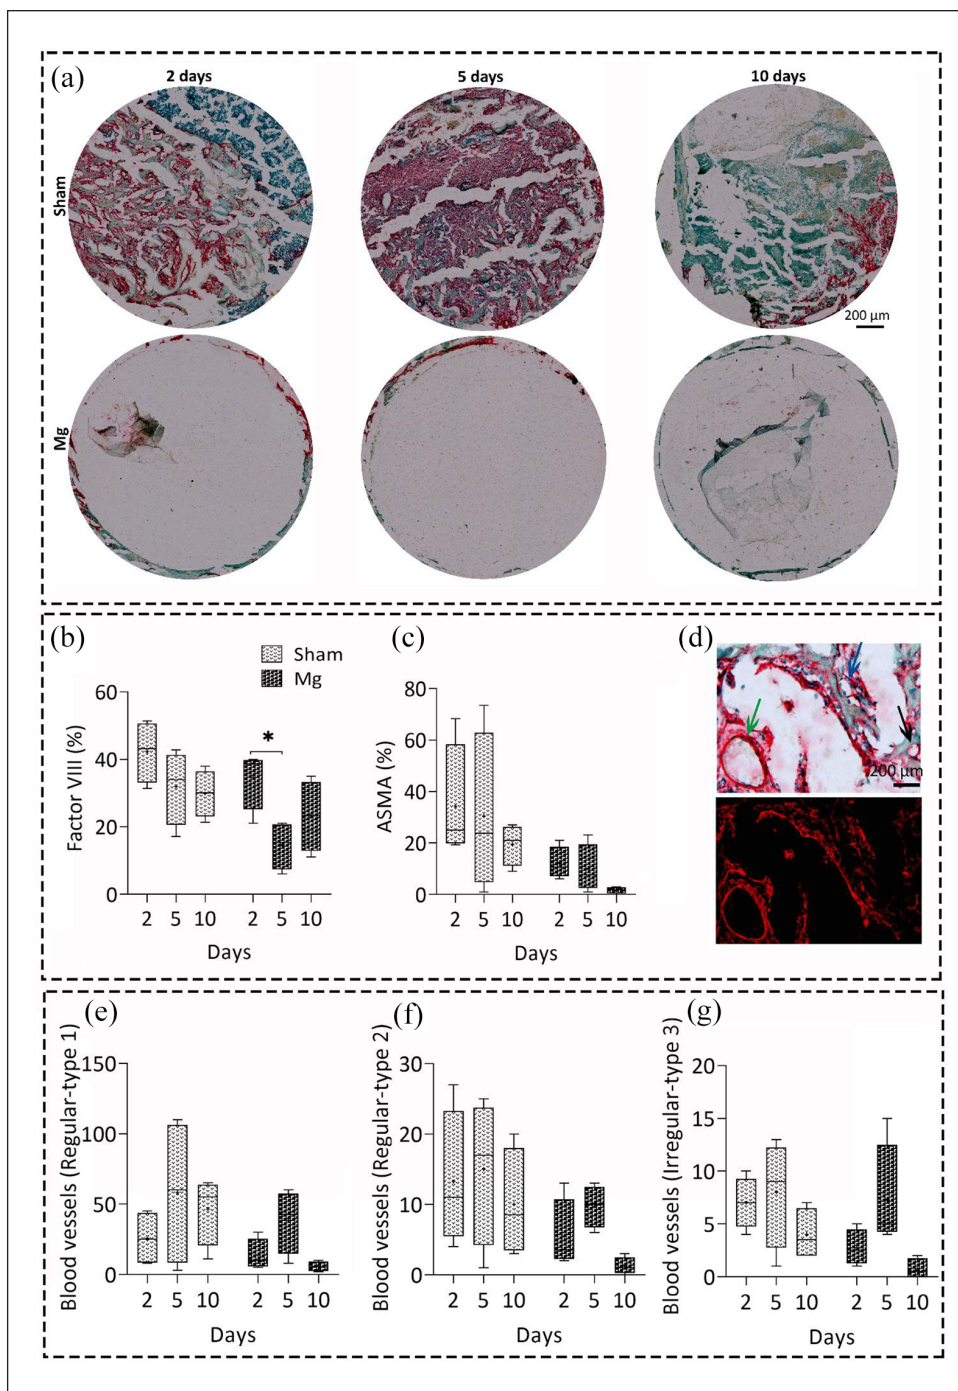 (a)
2 days
5 days
10 days
Sham
200 µm
Mg
(b)
Sham
Mg
Factor VIII (%)
60
40
20
0
*
2 5 10 2 5 10
Days
(c)
ASMA (%)
80
60
40
20
0
2 5 10 2 5 10
Days
(d)
200 µm
(e)
Blood vessels (Regular-type 1)
150
100
50
0
2 5 10 2 5 10
Days
(f)
Blood vessels (Regular-type 2)
30
20
10
0
2 5 10 2 5 10
Days
(g)
Blood vessels (Irregular-type 3)
20
15
10
5
0
2 5 10 2 5 10
Days